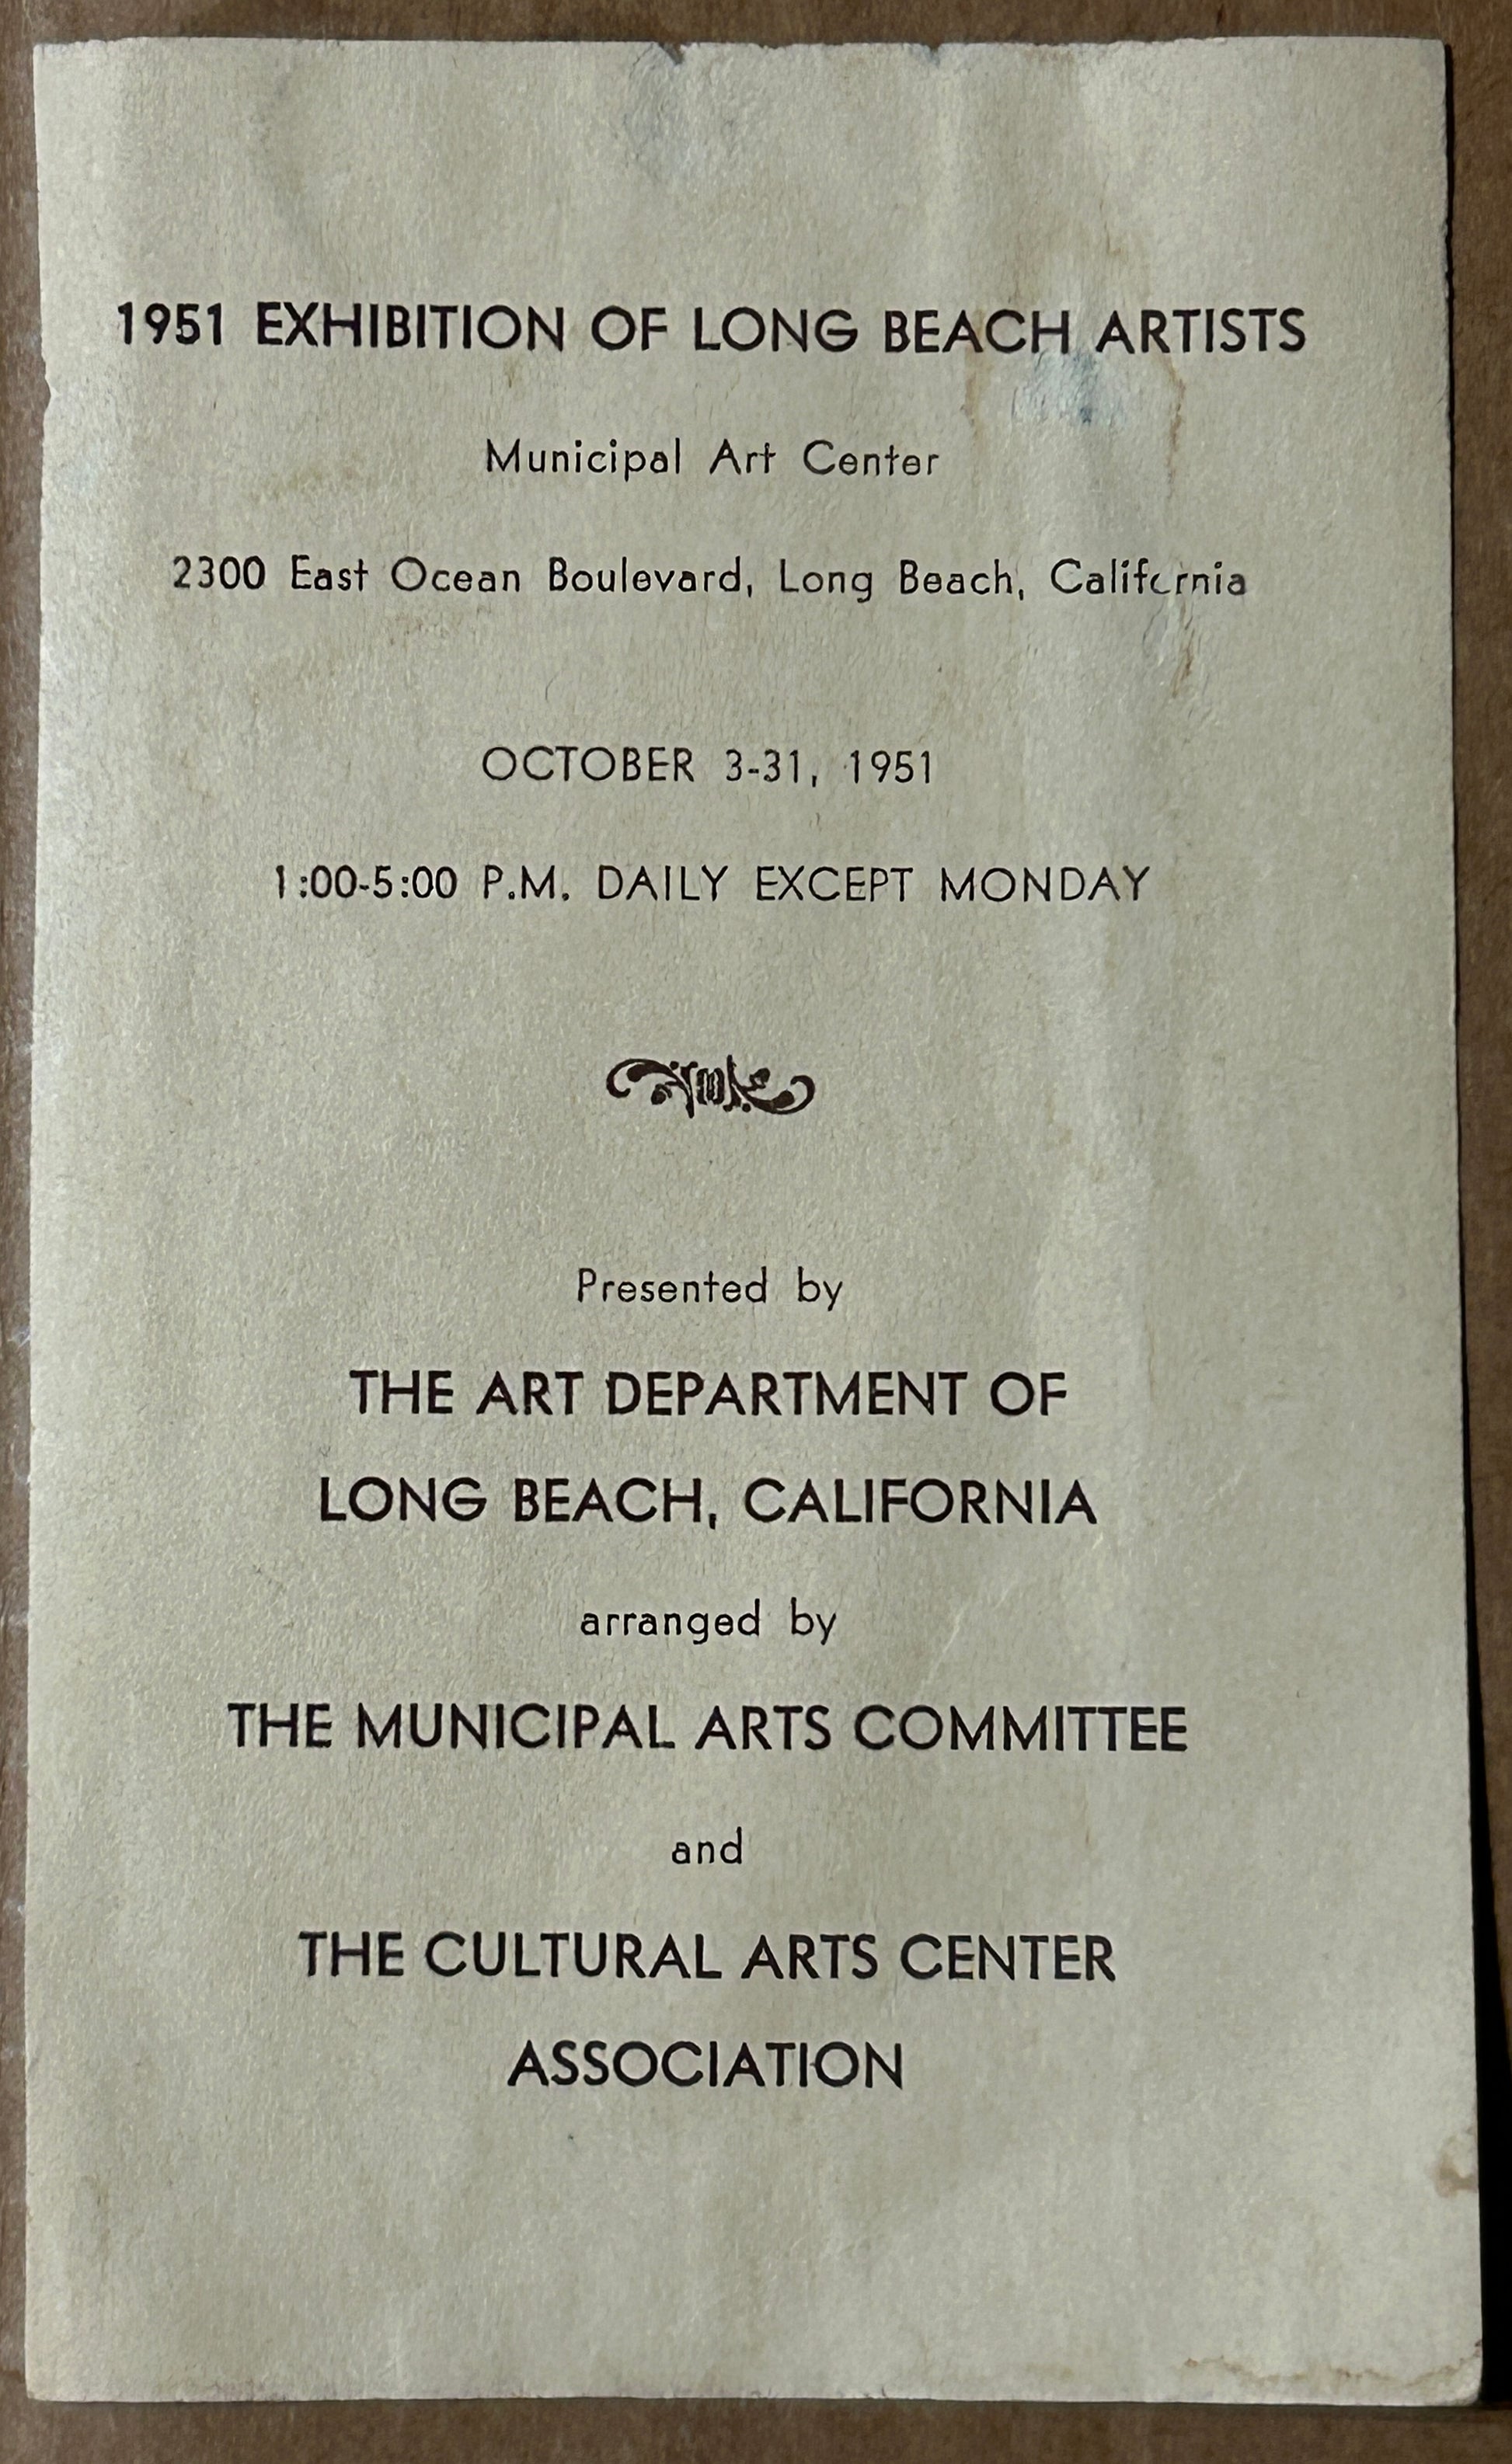 1951 EXHIBITION OF LONG BEACH ARTISTS
Municipal Art Center
2300 East Ocean Boulevard, Long Beach, California
OCTOBER 3-31, 1951
1:00-5:00 P.M. DAILY EXCEPT MONDAY
Presented by
THE ART DEPARTMENT OF
LONG BEACH, CALIFORNIA
arranged by
THE MUNICIPAL ARTS COMMITTEE
and
THE CULTURAL ARTS CENTER
ASSOCIATION